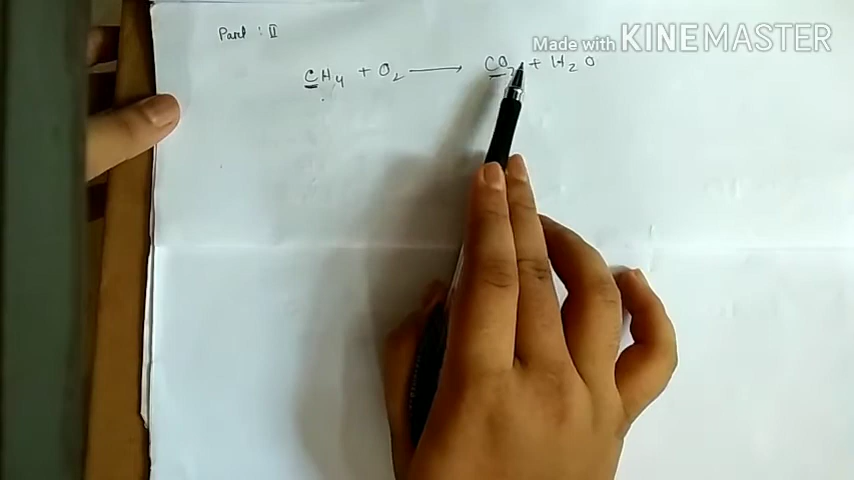 Made with KINEMASTER
Part : II
CH4 + O2 ⟶ CO2 + H2O